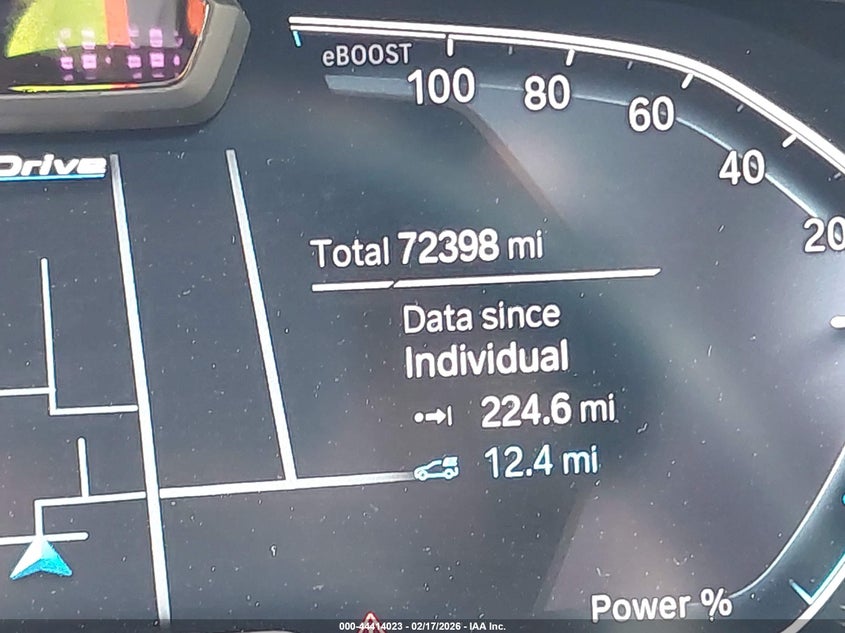 eBOOST
100
80
60
40
20
Drive
Total 72398 mi
Data since
Individual
224.6 mi
12.4 mi
Power %
000-44414023 - 02/17/2026 - IAA Inc.